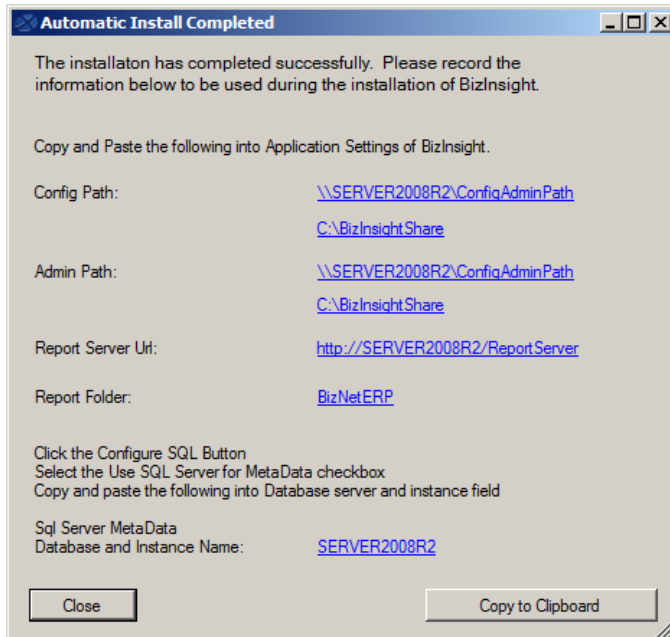 Automatic Install Completed
The installaton has completed successfully. Please record the
information below to be used during the installation of BizInsight.
Copy and Paste the following into Application Settings of BizInsight.
Config Path: \\SERVER2008R2\ConfigAdminPath
C:\BizInsightShare
Admin Path: \\SERVER2008R2\ConfigAdminPath
C:\BizInsightShare
Report Server Url: http://SERVER2008R2/ReportServer
Report Folder: BizNetERP
Click the Configure SQL Button
Select the Use SQL Server for MetaData checkbox
Copy and paste the following into Database server and instance field
Sql Server MetaData
Database and Instance Name: SERVER2008R2
Close Copy to Clipboard